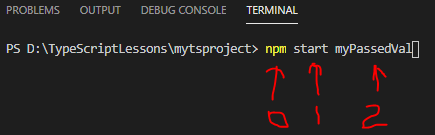 PROBLEMS OUTPUT DEBUG CONSOLE TERMINAL
PS D:\TypeScriptLessons\mytsproject> npm start myPassedVal
0 1 2